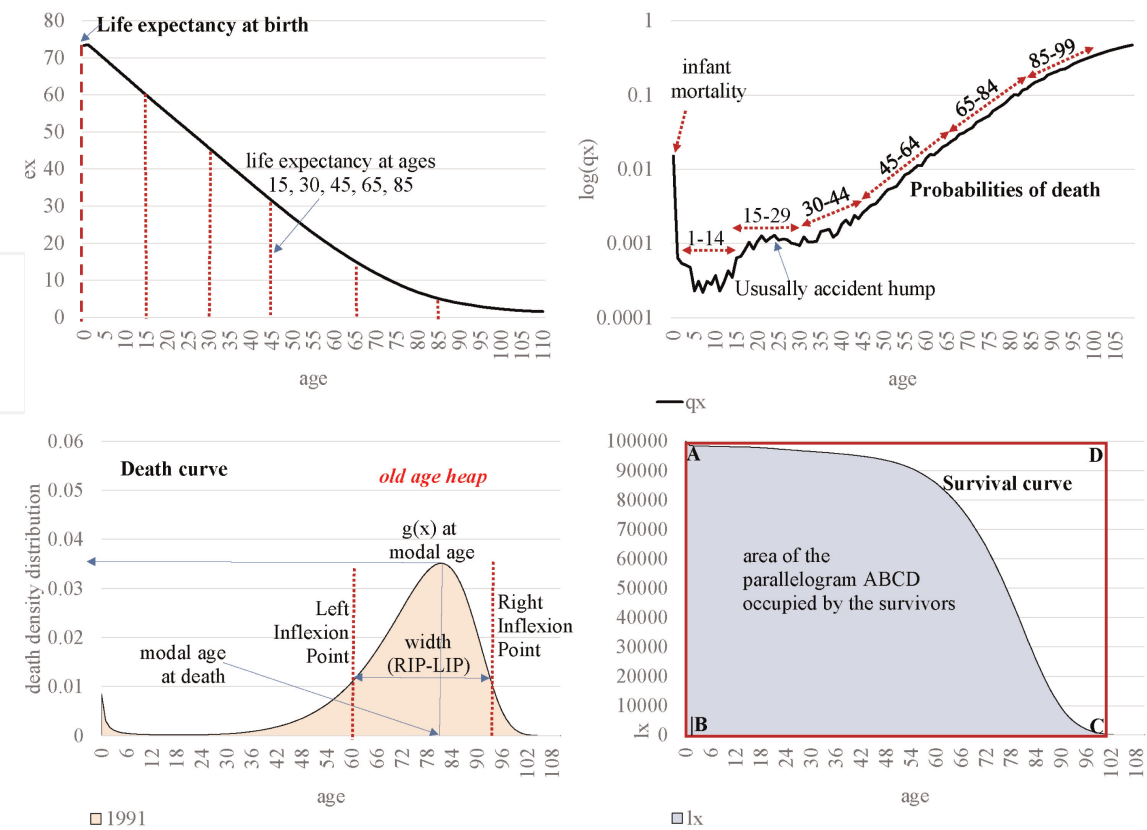 Life expectancy at birth
80
70
60
50
40
30
20
10
0
ex
life expectancy at ages
15, 30, 45, 65, 85
0 5 10 15 20 25 30 35 40 45 50 55 60 65 70 75 80 85 90 95 100 105 110
age
1
0.1
0.01
0.001
0.0001
log(qx)
infant
mortality
1-14
15-29
30-44
45-64
65-84
85-99
Probabilities of death
Ususally accident hump
0 5 10 15 20 25 30 35 40 45 50 55 60 65 70 75 80 85 90 95 100 105
age
qx
0.06
0.05
0.04
0.03
0.02
0.01
0
death density distribution
Death curve
old age heap
g(x) at
modal age
Left
Inflexion
Point
Right
Inflexion
Point
width
(RIP-LIP)
modal age
at death
0 6 12 18 24 30 36 42 48 54 60 66 72 78 84 90 96 102 108
age
1991
100000
90000
80000
70000
60000
50000
40000
30000
20000
10000
0
lx
A
D
Survival curve
area of the
parallelogram ABCD
occupied by the survivors
B
C
0 6 12 18 24 30 36 42 48 54 60 66 72 78 84 90 96 102 108
age
lx